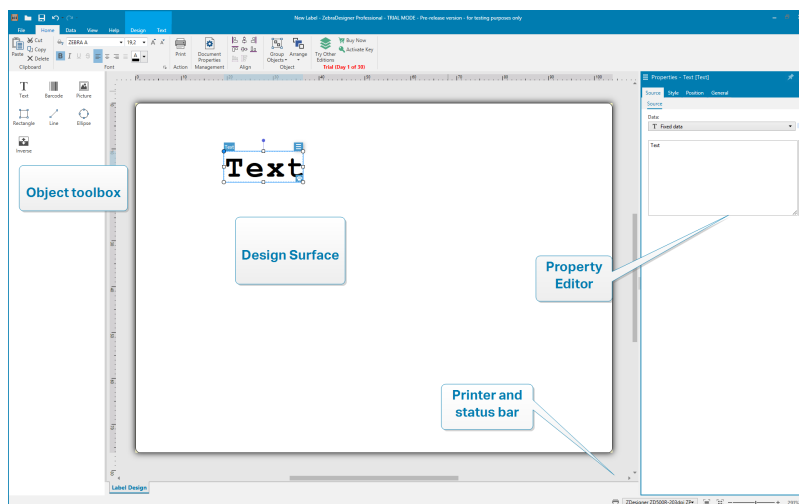 New Label - ZebraDesigner Professional - TRIAL MODE - Pre-release version - for testing purposes only
File Home Data View Help Design Text
Paste
Cut
Copy
Delete
Clipboard
ZEBRA A 19,2
B I U S
Font
Print
Action
Document Properties
Management
Align
Group Objects
Arrange
Object
Try Other Editions
Buy Now
Activate Key
Trial (Day 1 of 30)
Text Barcode Picture
Rectangle Line Ellipse
Inverse
Object toolbox
Text
Text
Design Surface
Property
Editor
Printer and
status bar
Label Design
Properties - Text [Text]
Source Style Position General
Source
Data:
Fixed data
Text